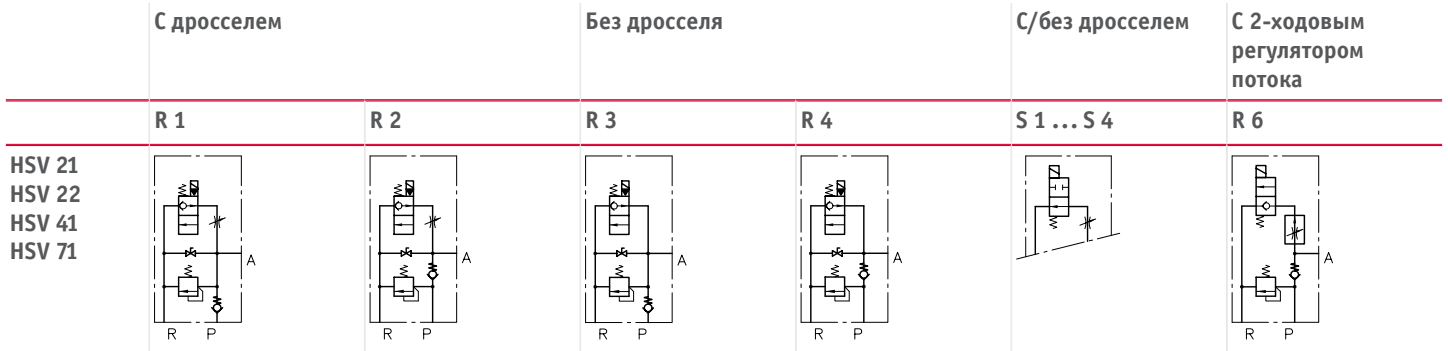 С дросселем
Без дросселя
С/без дросселем
С 2-ходовым
регулятором
потока
R 1
R 2
R 3
R 4
S 1 ... S 4
R 6
HSV 21
HSV 22
HSV 41
HSV 71
A
A
A
A
A
R P
R P
R P
R P
R P